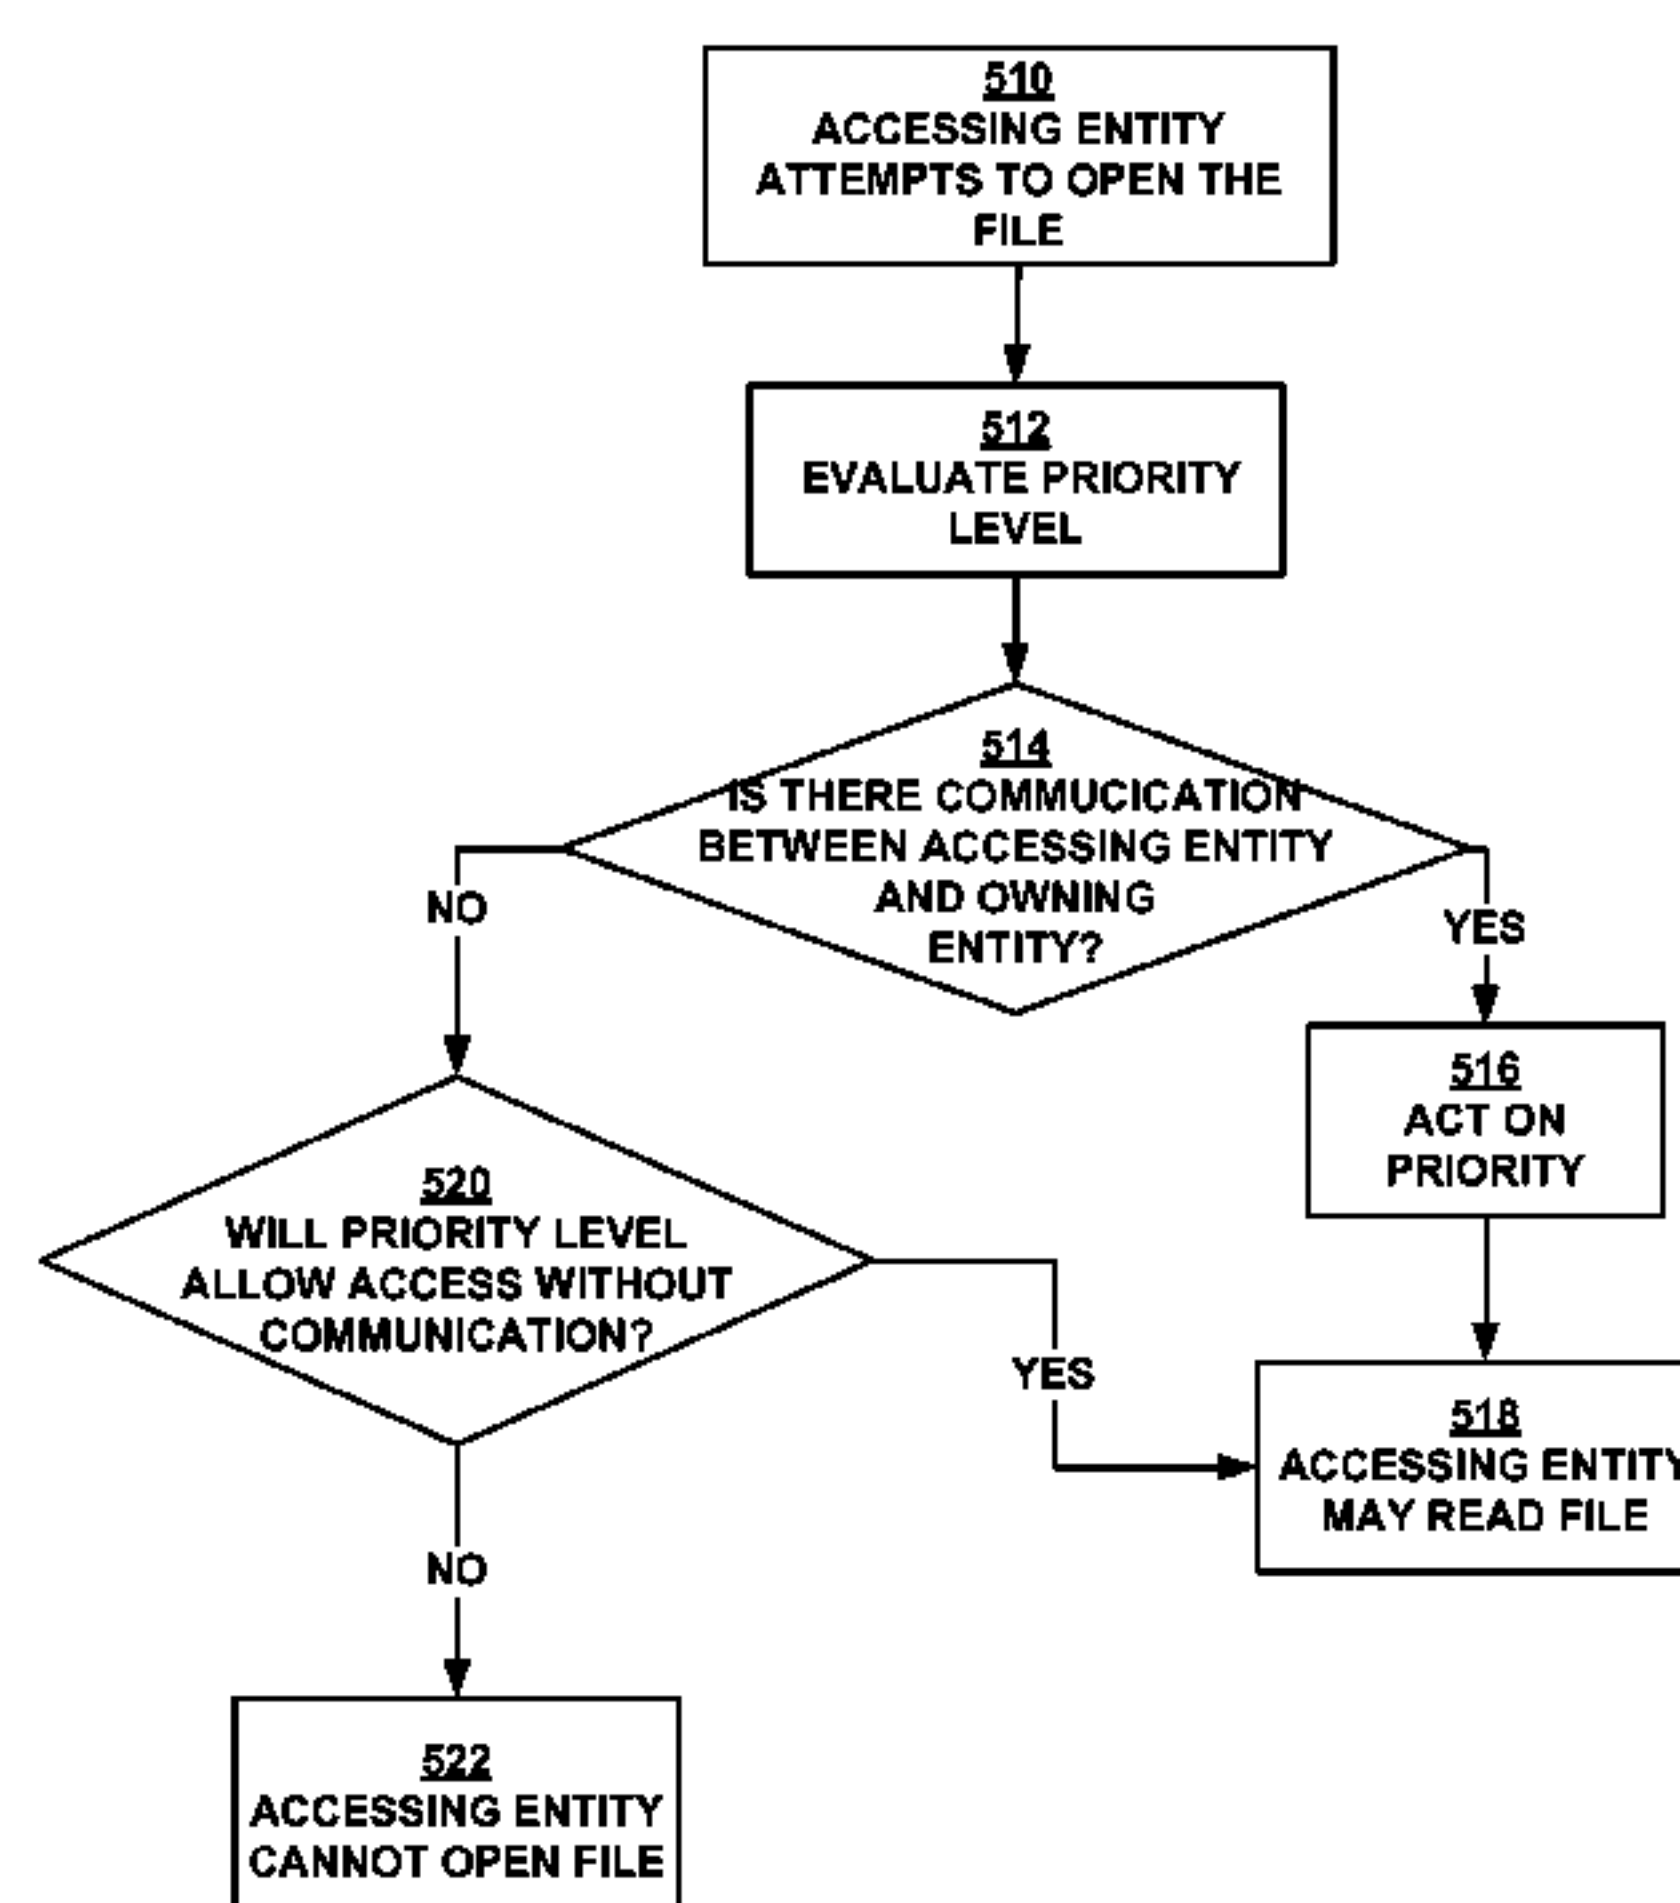 510
ACCESSING ENTITY
ATTEMPTS TO OPEN THE
FILE
512
EVALUATE PRIORITY
LEVEL
514
IS THERE COMMUCICATION
BETWEEN ACCESSING ENTITY
AND OWNING
ENTITY?
NO
YES
516
ACT ON
PRIORITY
520
WILL PRIORITY LEVEL
ALLOW ACCESS WITHOUT
COMMUNICATION?
YES
518
ACCESSING ENTITY
MAY READ FILE
NO
522
ACCESSING ENTITY
CANNOT OPEN FILE